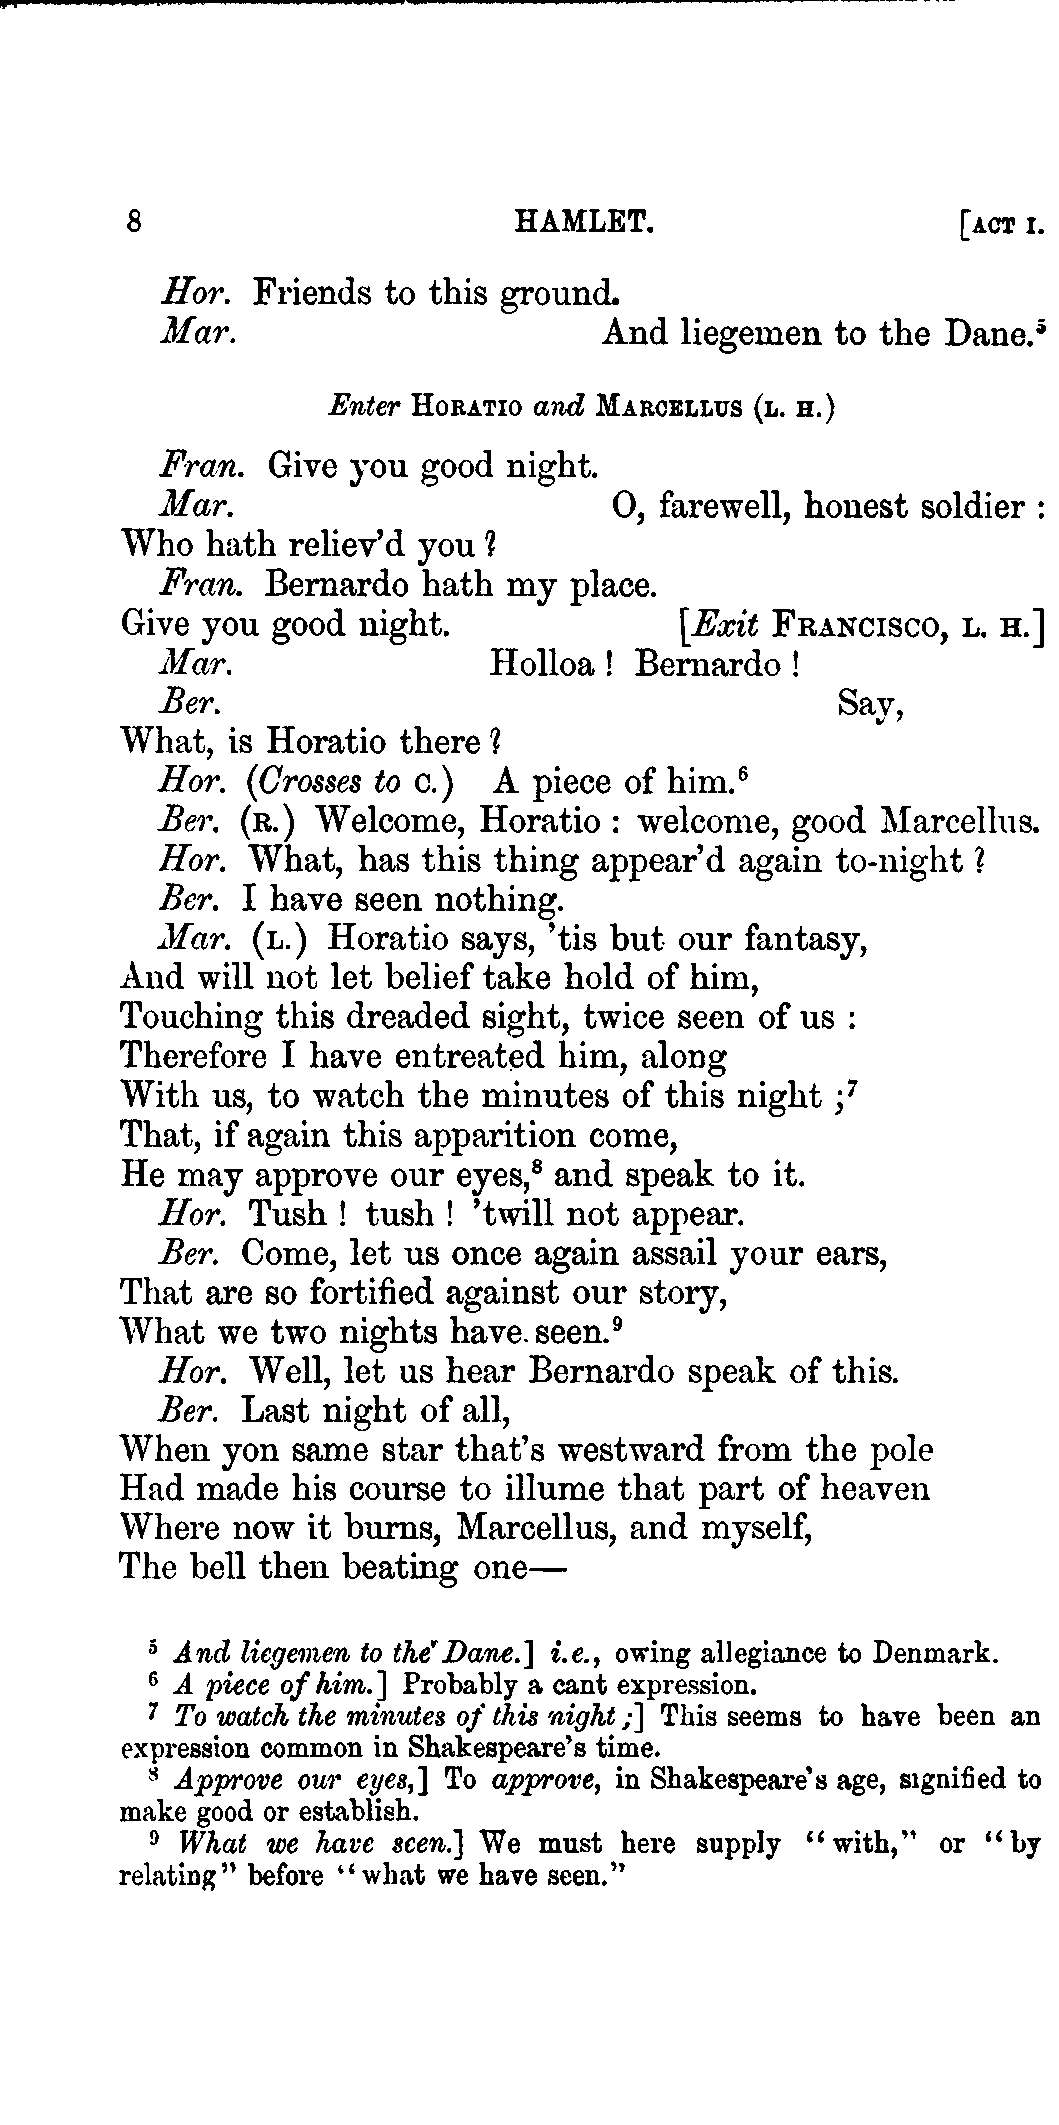 8 HAMLET. [ACT I.
Hor. Friends to this ground.
Mar. And liegemen to the Dane.⁵
Enter HORATIO and MARCELLUS (L. H.)
Fran. Give you good night.
Mar. O, farewell, honest soldier :
Who hath reliev'd you ?
Fran. Bernardo hath my place.
Give you good night. [Exit FRANCISCO, L. H.]
Mar. Holloa ! Bernardo !
Ber. Say,
What, is Horatio there ?
Hor. (Crosses to C.) A piece of him.⁶
Ber. (R.) Welcome, Horatio : welcome, good Marcellus.
Hor. What, has this thing appear'd again to-night ?
Ber. I have seen nothing.
Mar. (L.) Horatio says, 'tis but our fantasy,
And will not let belief take hold of him,
Touching this dreaded sight, twice seen of us :
Therefore I have entreated him, along
With us, to watch the minutes of this night ;⁷
That, if again this apparition come,
He may approve our eyes,⁸ and speak to it.
Hor. Tush ! tush ! 'twill not appear.
Ber. Come, let us once again assail your ears,
That are so fortified against our story,
What we two nights have seen.⁹
Hor. Well, let us hear Bernardo speak of this.
Ber. Last night of all,
When yon same star that's westward from the pole
Had made his course to illume that part of heaven
Where now it burns, Marcellus, and myself,
The bell then beating one—
⁵ And liegemen to the Dane.] i.e., owing allegiance to Denmark.
⁶ A piece of him.] Probably a cant expression.
⁷ To watch the minutes of this night ;] This seems to have been an
expression common in Shakespeare's time.
⁸ Approve our eyes,] To approve, in Shakespeare's age, signified to
make good or establish.
⁹ What we have seen.] We must here supply "with," or "by
relating" before "what we have seen."